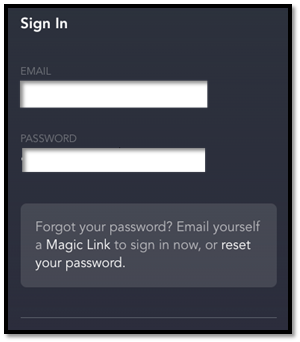 Sign In
EMAIL
PASSWORD
Forgot your password? Email yourself
a Magic Link to sign in now, or reset
your password.